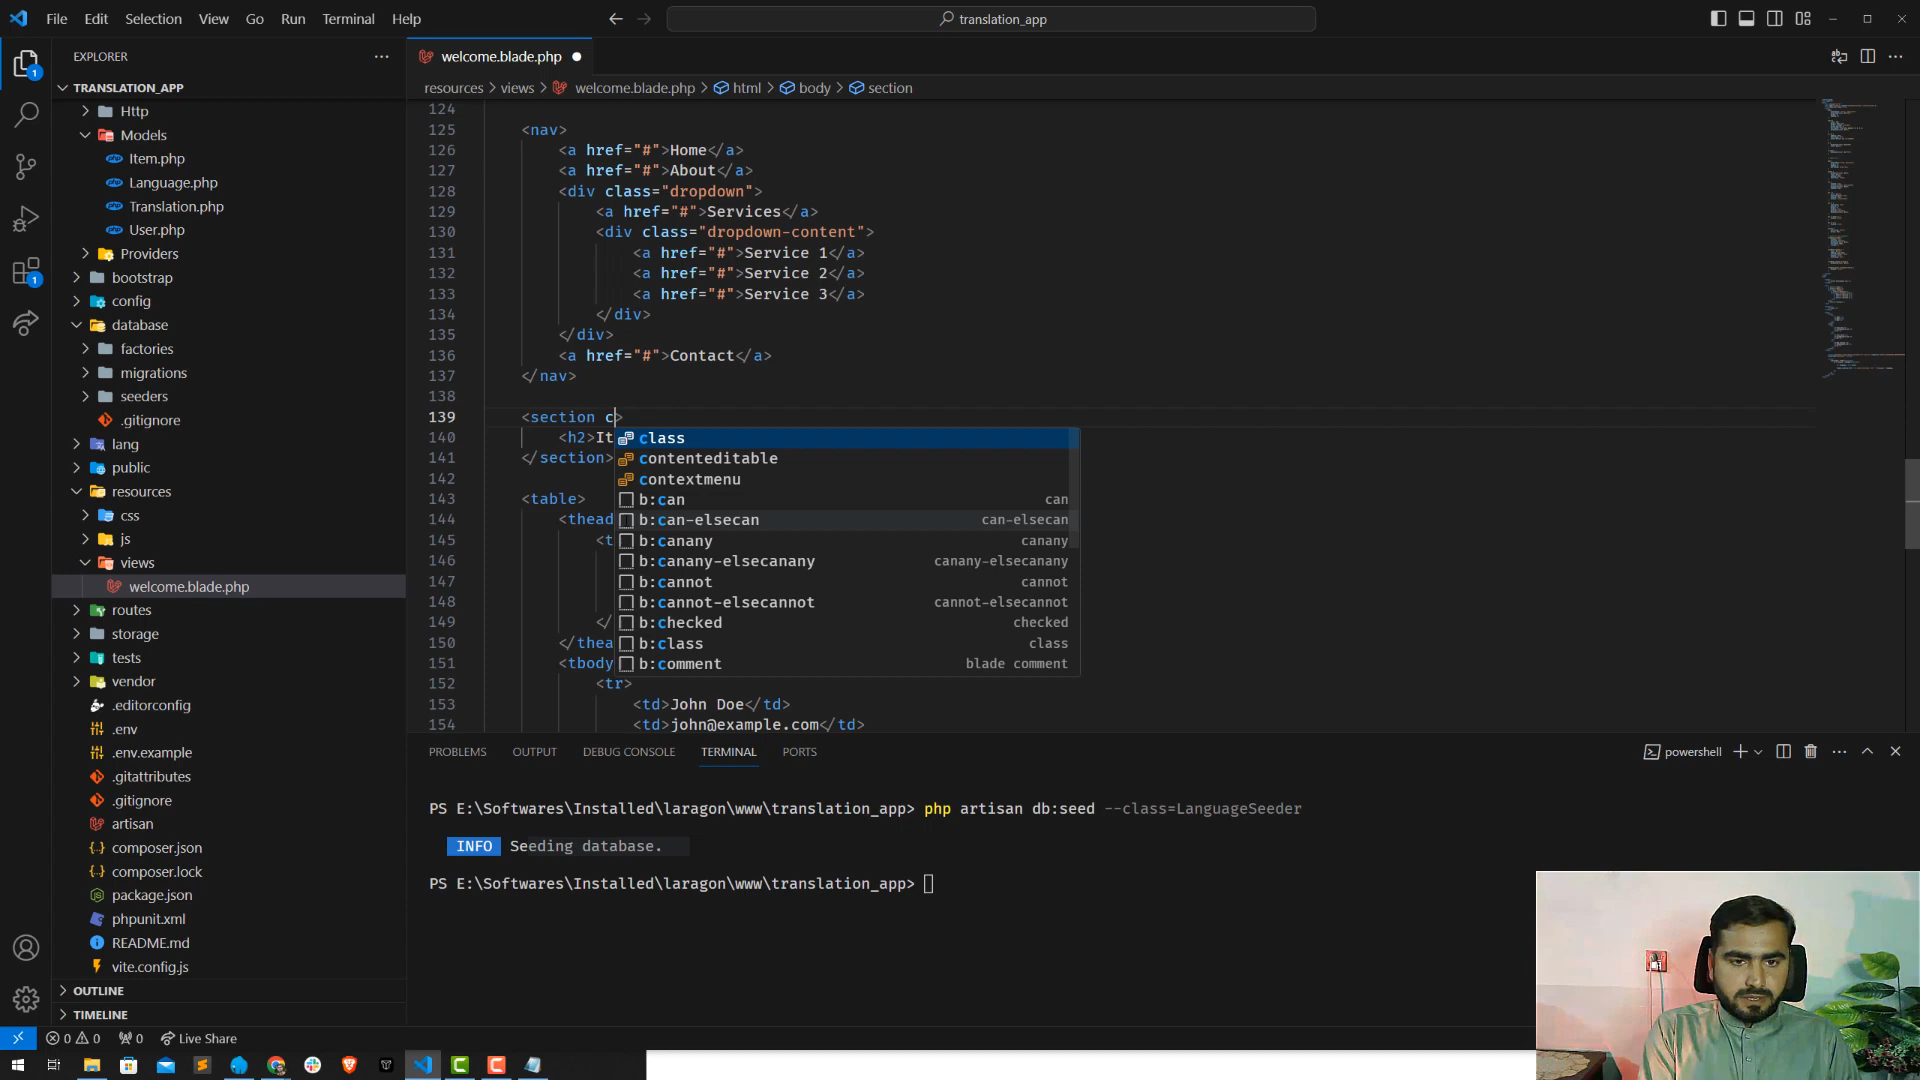 File Edit Selection View Go Run Terminal Help
translation_app
EXPLORER
TRANSLATION_APP
Http
Models
Item.php
Language.php
Translation.php
User.php
Providers
bootstrap
config
database
factories
migrations
seeders
.gitignore
lang
public
resources
css
js
views
welcome.blade.php
routes
storage
tests
vendor
.editorconfig
.env
.env.example
.gitattributes
.gitignore
artisan
composer.json
composer.lock
package.json
phpunit.xml
README.md
vite.config.js
OUTLINE
TIMELINE
welcome.blade.php
resources > views > welcome.blade.php > html > body > section
124
125 <nav>
126 <a href="#">Home</a>
127 <a href="#">About</a>
128 <div class="dropdown">
129 <a href="#">Services</a>
130 <div class="dropdown-content">
131 <a href="#">Service 1</a>
132 <a href="#">Service 2</a>
133 <a href="#">Service 3</a>
134 </div>
135 </div>
136 <a href="#">Contact</a>
137 </nav>
138
139 <section c>
140 <h2>It
141 </section>
142
143 <table>
144 <thead
145 <t
146
147
148
149 </
150 </thea
151 <tbody
152 <tr>
153 <td>John Doe</td>
154 <td>john@example.com</td>
class
contenteditable
contextmenu
b:can can
b:can-elsecan can-elsecan
b:canany canany
b:canany-elsecanany canany-elsecanany
b:cannot cannot
b:cannot-elsecannot cannot-elsecannot
b:checked checked
b:class class
b:comment blade comment
PROBLEMS OUTPUT DEBUG CONSOLE TERMINAL PORTS
powershell
PS E:\Softwares\Installed\laragon\www\translation_app> php artisan db:seed --class=LanguageSeeder
INFO Seeding database.
PS E:\Softwares\Installed\laragon\www\translation_app>
0 0 0 Live Share
1
1